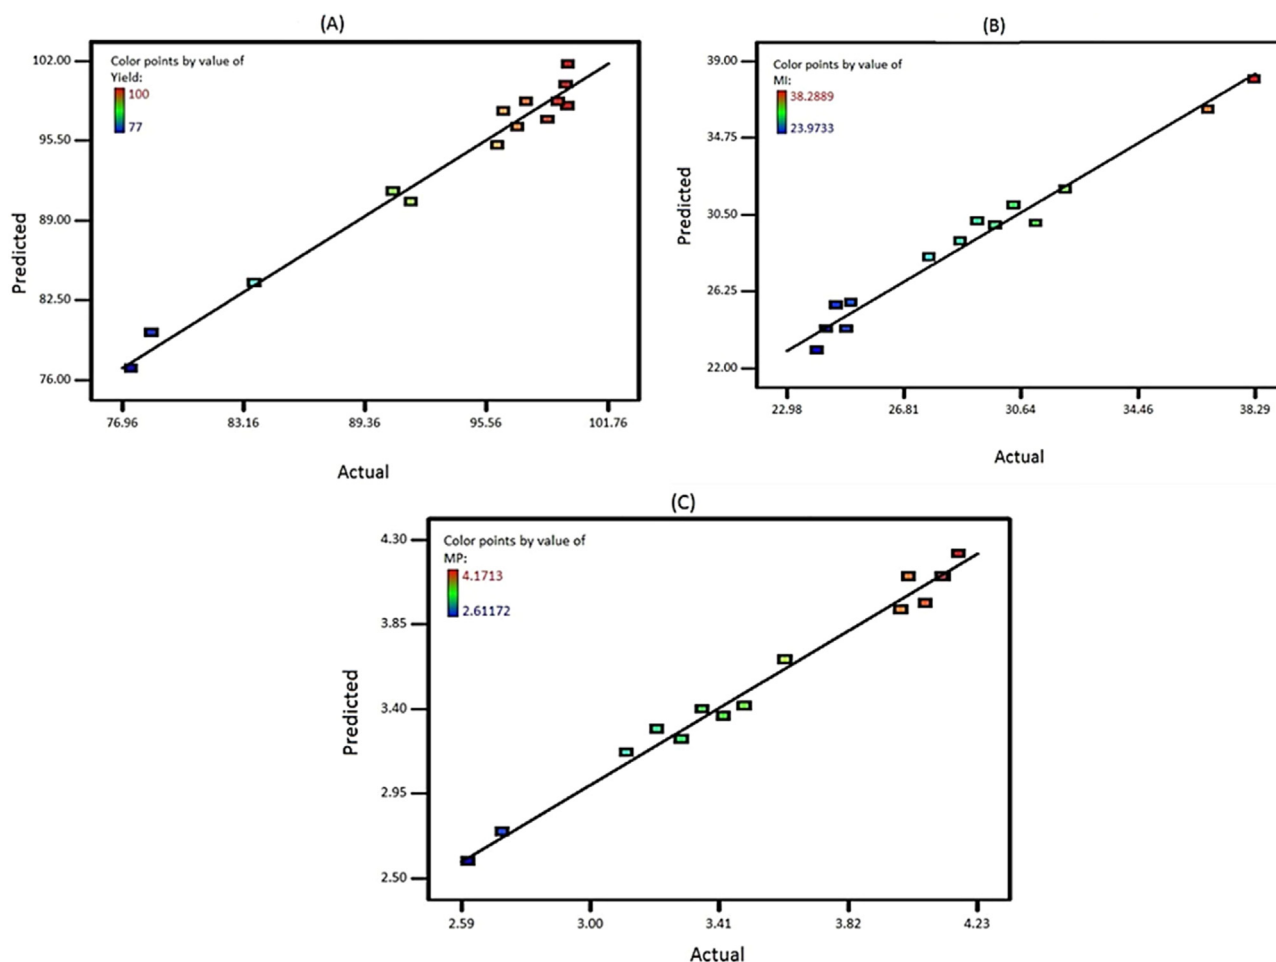 (A)
Color points by value of
Yield:
100
77
102.00
95.50
89.00
82.50
76.00
Predicted
76.96 83.16 89.36 95.56 101.76
Actual
(B)
Color points by value of
MI:
38.2889
23.9733
39.00
34.75
30.50
26.25
22.00
Predicted
22.98 26.81 30.64 34.46 38.29
Actual
(C)
Color points by value of
MP:
4.1713
2.61172
4.30
3.85
3.40
2.95
2.50
Predicted
2.59 3.00 3.41 3.82 4.23
Actual